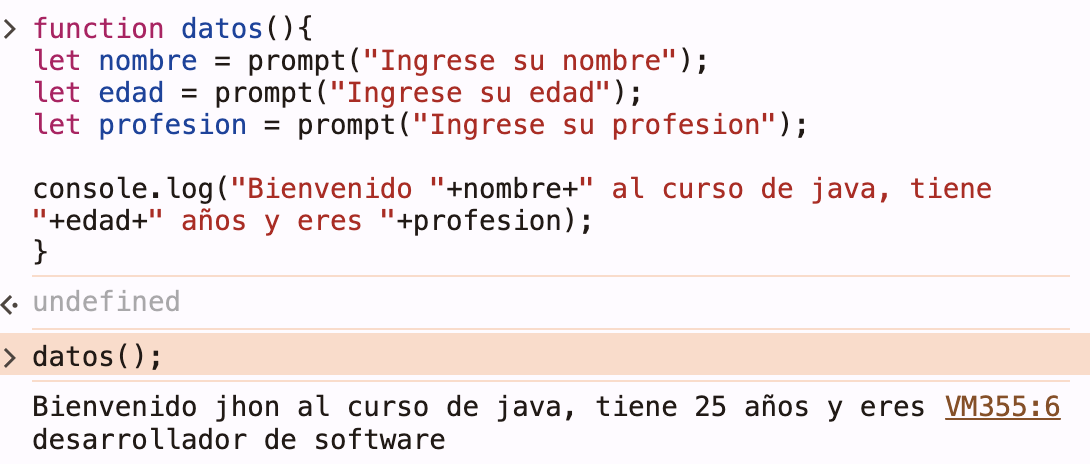 > function datos(){
let nombre = prompt("Ingrese su nombre");
let edad = prompt("Ingrese su edad");
let profesion = prompt("Ingrese su profesion");
console.log("Bienvenido "+nombre+" al curso de java, tiene
"+edad+" años y eres "+profesion);
}
undefined
> datos();
Bienvenido jhon al curso de java, tiene 25 años y eres VM355:6
desarrollador de software